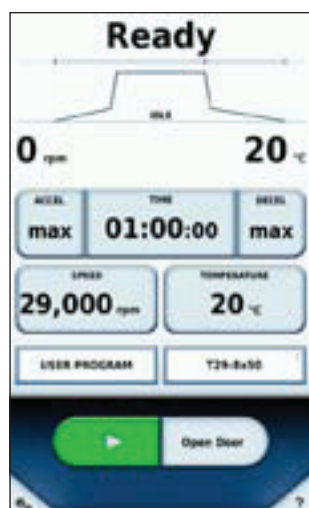 Ready
IDLE
0 rpm 20 °C
ACCEL TIME DECEL
max 01:00:00 max
SPEED TEMPERATURE
29,000 rpm 20 °C
USER PROGRAM T29-8x50
Open Door
?